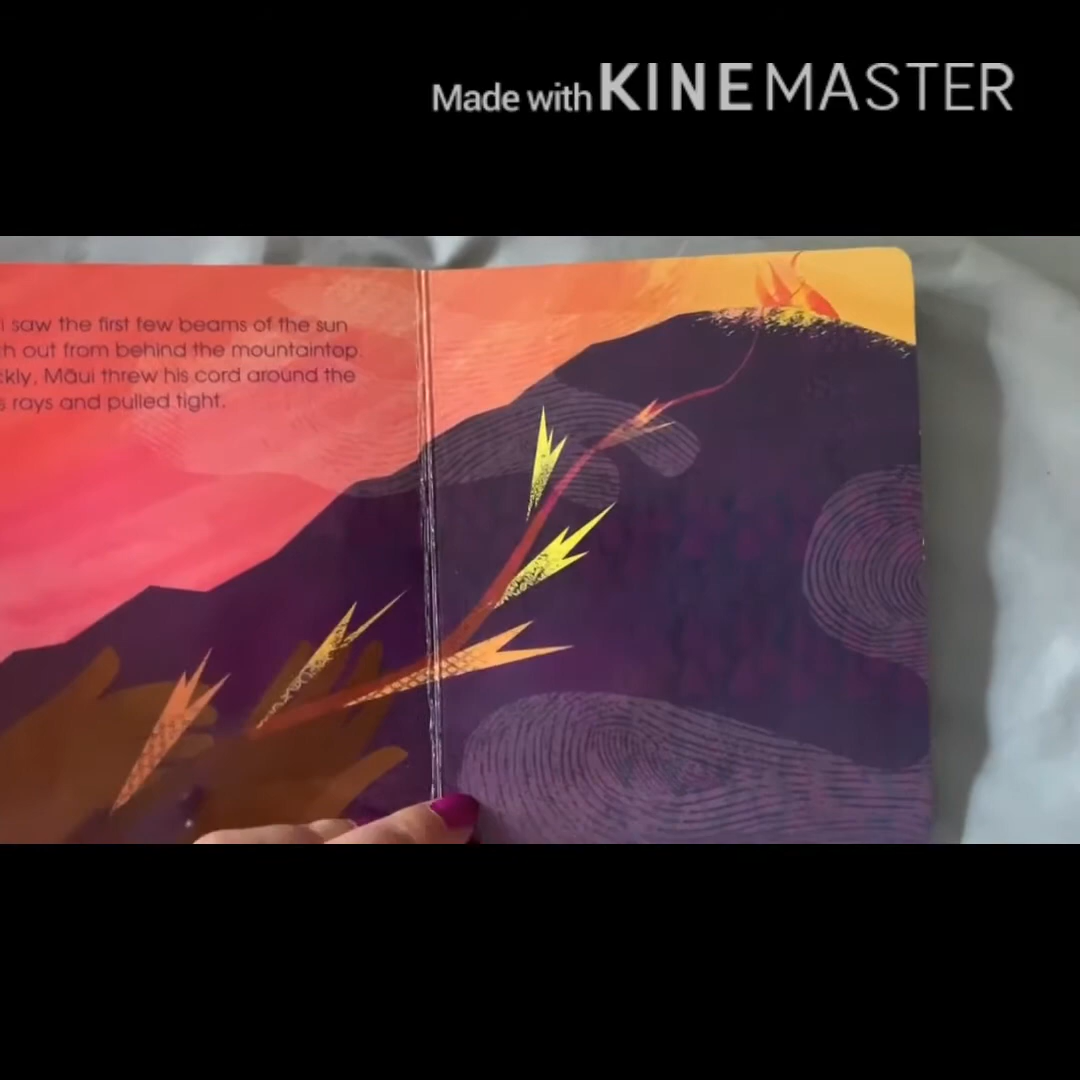 Made with KINEMASTER
i saw the first few beams of the sun
h out from behind the mountaintop.
kly, Māui threw his cord around the
s rays and pulled tight.